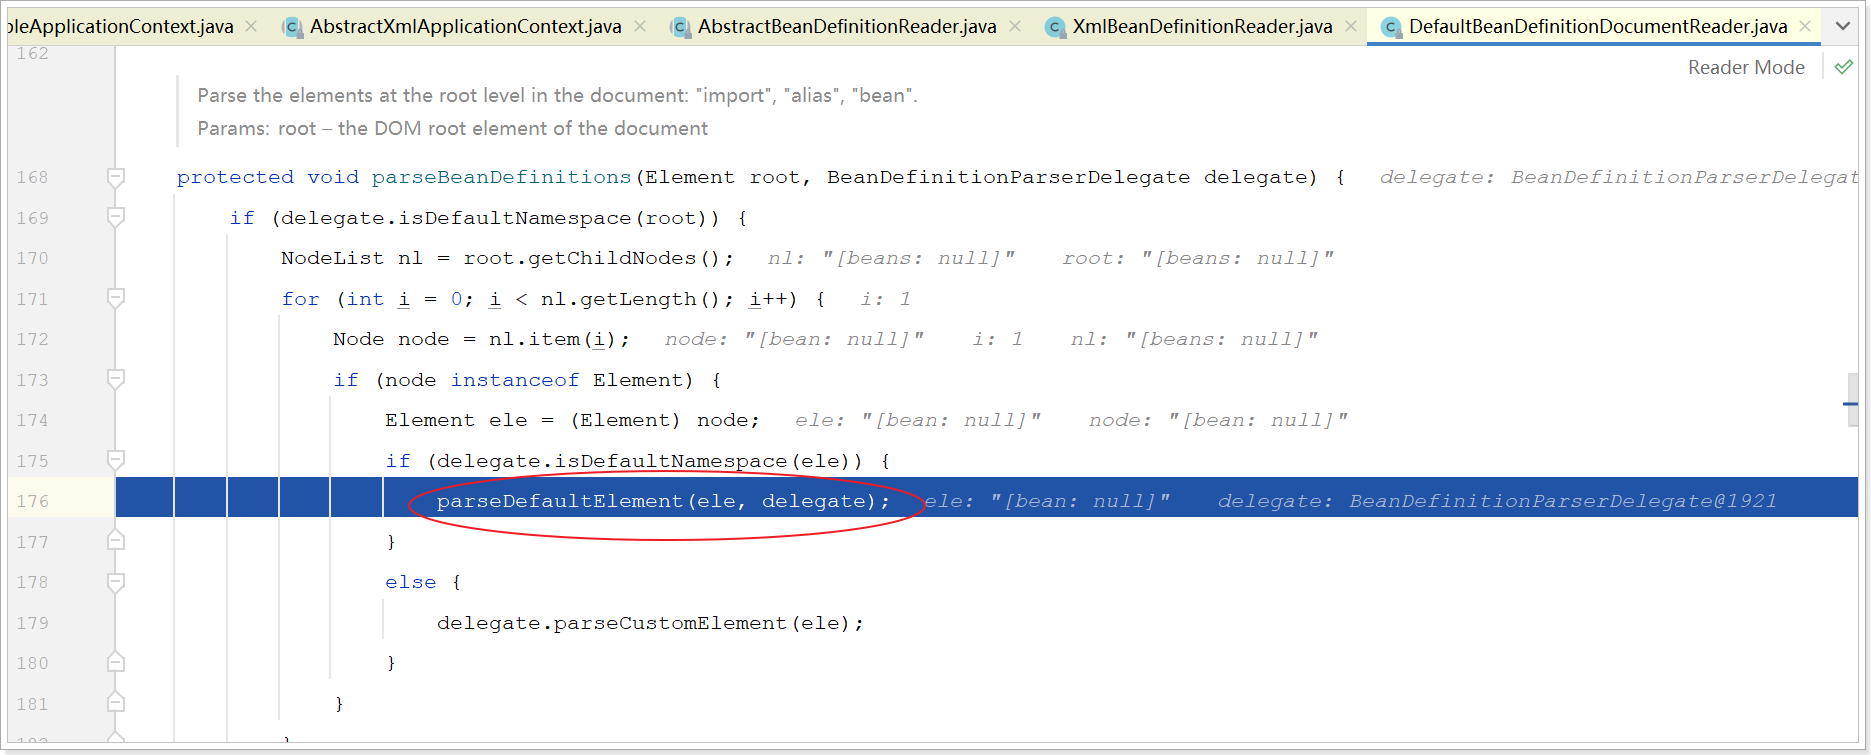 bleApplicationContext.java AbstractXmlApplicationContext.java AbstractBeanDefinitionReader.java XmlBeanDefinitionReader.java DefaultBeanDefinitionDocumentReader.java
162
Reader Mode
Parse the elements at the root level in the document: "import", "alias", "bean".
Params: root – the DOM root element of the document
168 protected void parseBeanDefinitions(Element root, BeanDefinitionParserDelegate delegate) { delegate: BeanDefinitionParserDelegat
169 if (delegate.isDefaultNamespace(root)) {
170 NodeList nl = root.getChildNodes(); nl: "[beans: null]" root: "[beans: null]"
171 for (int i = 0; i < nl.getLength(); i++) { i: 1
172 Node node = nl.item(i); node: "[bean: null]" i: 1 nl: "[beans: null]"
173 if (node instanceof Element) {
174 Element ele = (Element) node; ele: "[bean: null]" node: "[bean: null]"
175 if (delegate.isDefaultNamespace(ele)) {
176 parseDefaultElement(ele, delegate); ele: "[bean: null]" delegate: BeanDefinitionParserDelegate@1921
177 }
178 else {
179 delegate.parseCustomElement(ele);
180 }
181 }